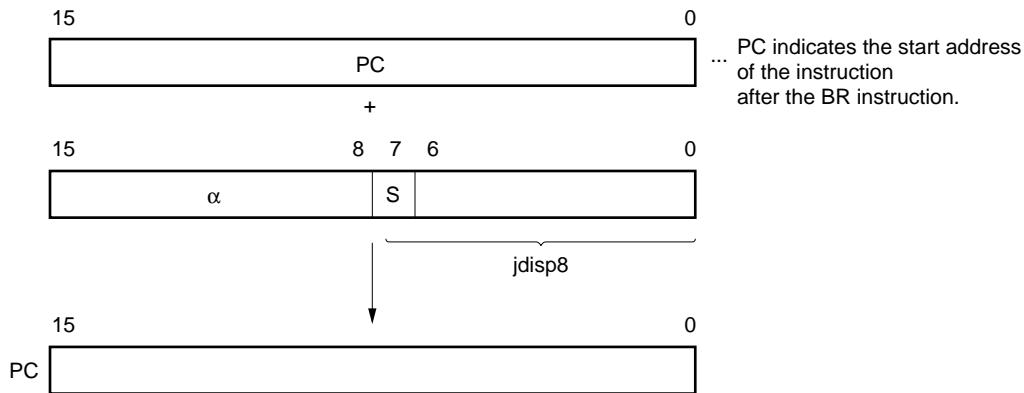 15 0
PC
... PC indicates the start address
of the instruction
after the BR instruction.
+
15 8 7 6 0
α S
jdisp8
15 0
PC